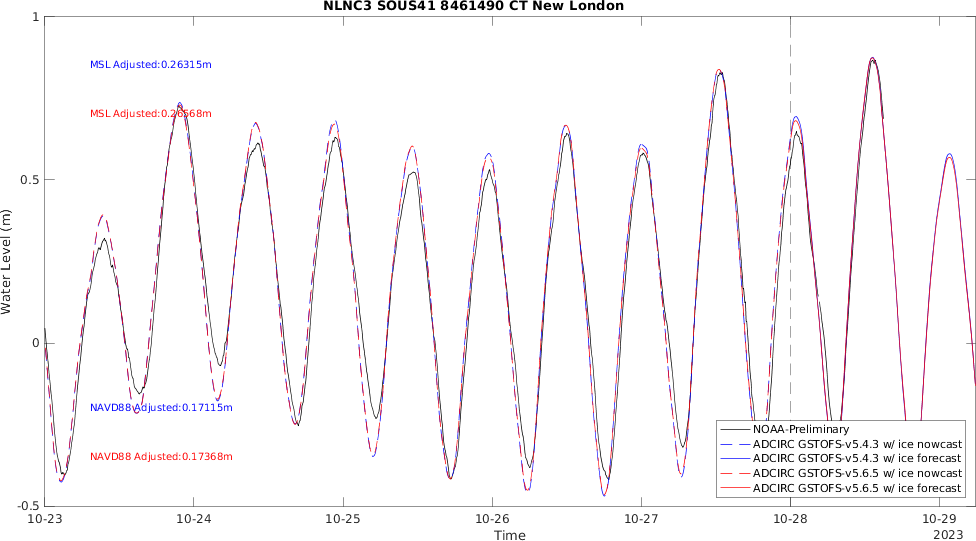 NLNC3 SOUS41 8461490 CT New London
1
0.5
0
-0.5
Water Level (m)
MSL Adjusted:0.26315m
MSL Adjusted:0.26568m
NAVD88 Adjusted:0.17115m
NAVD88 Adjusted:0.17368m
NOAA-Preliminary
ADCIRC GSTOFS-v5.4.3 w/ ice nowcast
ADCIRC GSTOFS-v5.4.3 w/ ice forecast
ADCIRC GSTOFS-v5.6.5 w/ ice nowcast
ADCIRC GSTOFS-v5.6.5 w/ ice forecast
10-23 10-24 10-25 10-26 10-27 10-28 10-29
Time
2023